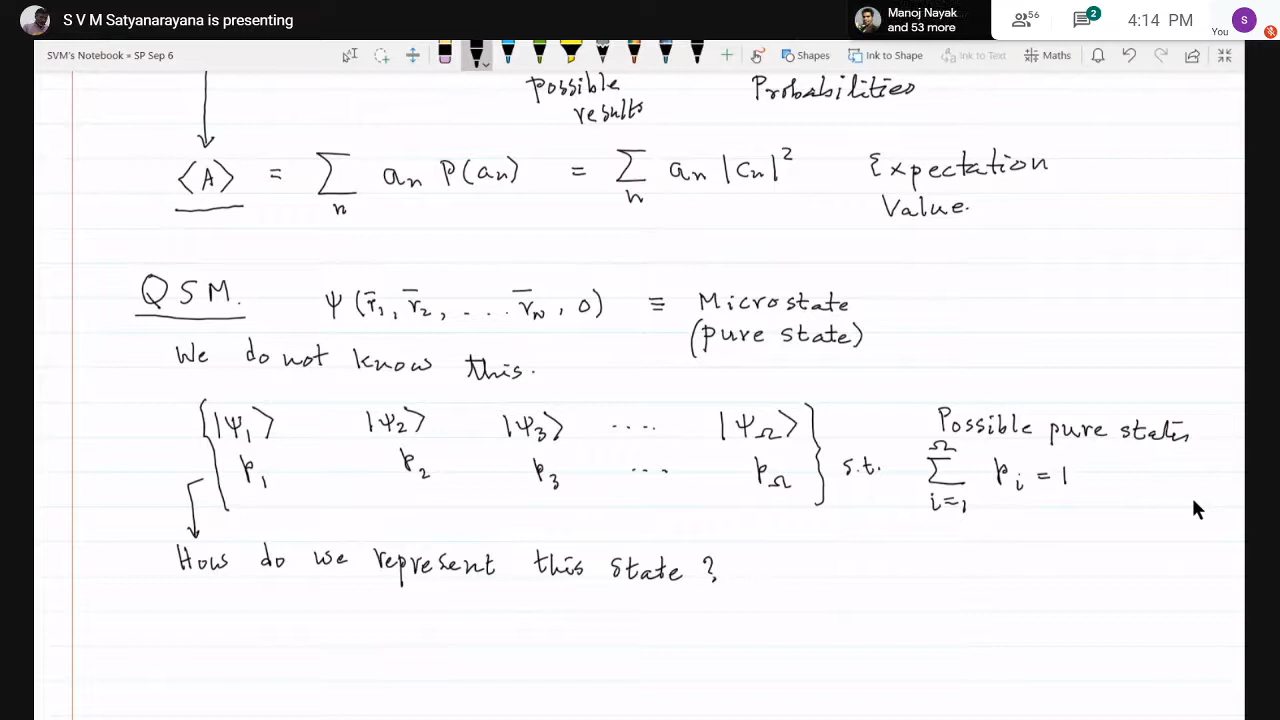 S V M Satyanarayana is presenting
Manoj Nayak
and 53 more
56
2
4:14 PM
S
You
SVM's Notebook » SP Sep 6
Shapes
Ink to Shape
Ink to Text
Maths
possible results
Probabilities
⟨A⟩ = ∑ₙ aₙ P(aₙ) = ∑ₙ aₙ |cₙ|² Expectation
Value.
QSM. Ψ(r̄₁, r̄₂, ... r̄_N, 0) ≡ Microstate
(pure state)
We do not know this.
{|Ψ₁⟩ |Ψ₂⟩ |Ψ₃⟩ .... |Ψ_Ω⟩} Possible pure states
p₁ p₂ p₃ ... p_Ω s.t. ∑_{i=1}^{Ω} p_i = 1
How do we represent this state ?